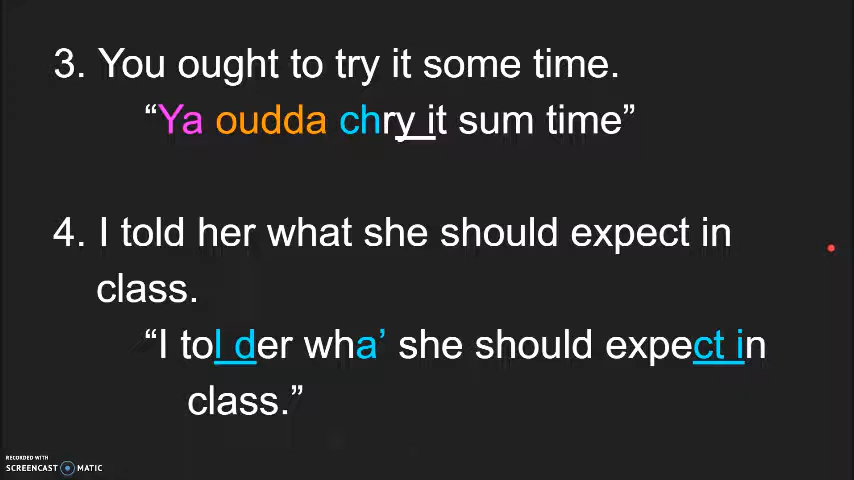 3. You ought to try it some time.
“Ya oudda chry it sum time”
4. I told her what she should expect in
class.
“I tol der wha’ she should expect in
class.”
RECORDED WITH
SCREENCAST MATIC